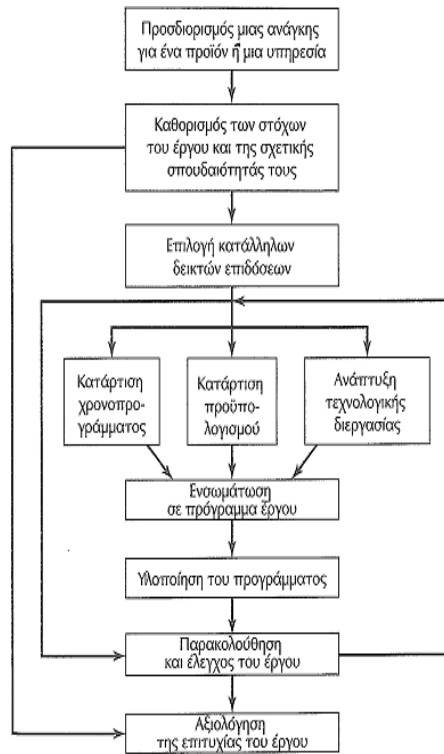 Προσδιορισμός μιας ανάγκης
για ένα προϊόν ή μια υπηρεσία
Καθορισμός των στόχων
του έργου και της σχετικής
σπουδαιότητάς τους
Επιλογή κατάλληλων
δεικτών επιδόσεων
Κατάρτιση
χρονοπρο-
γράμματος
Κατάρτιση
προϋπο-
λογισμού
Ανάπτυξη
τεχνολογικής
διεργασίας
Ενσωμάτωση
σε πρόγραμμα έργου
Υλοποίηση του προγράμματος
Παρακολούθηση
και έλεγχος του έργου
Αξιολόγηση
της επιτυχίας του έργου